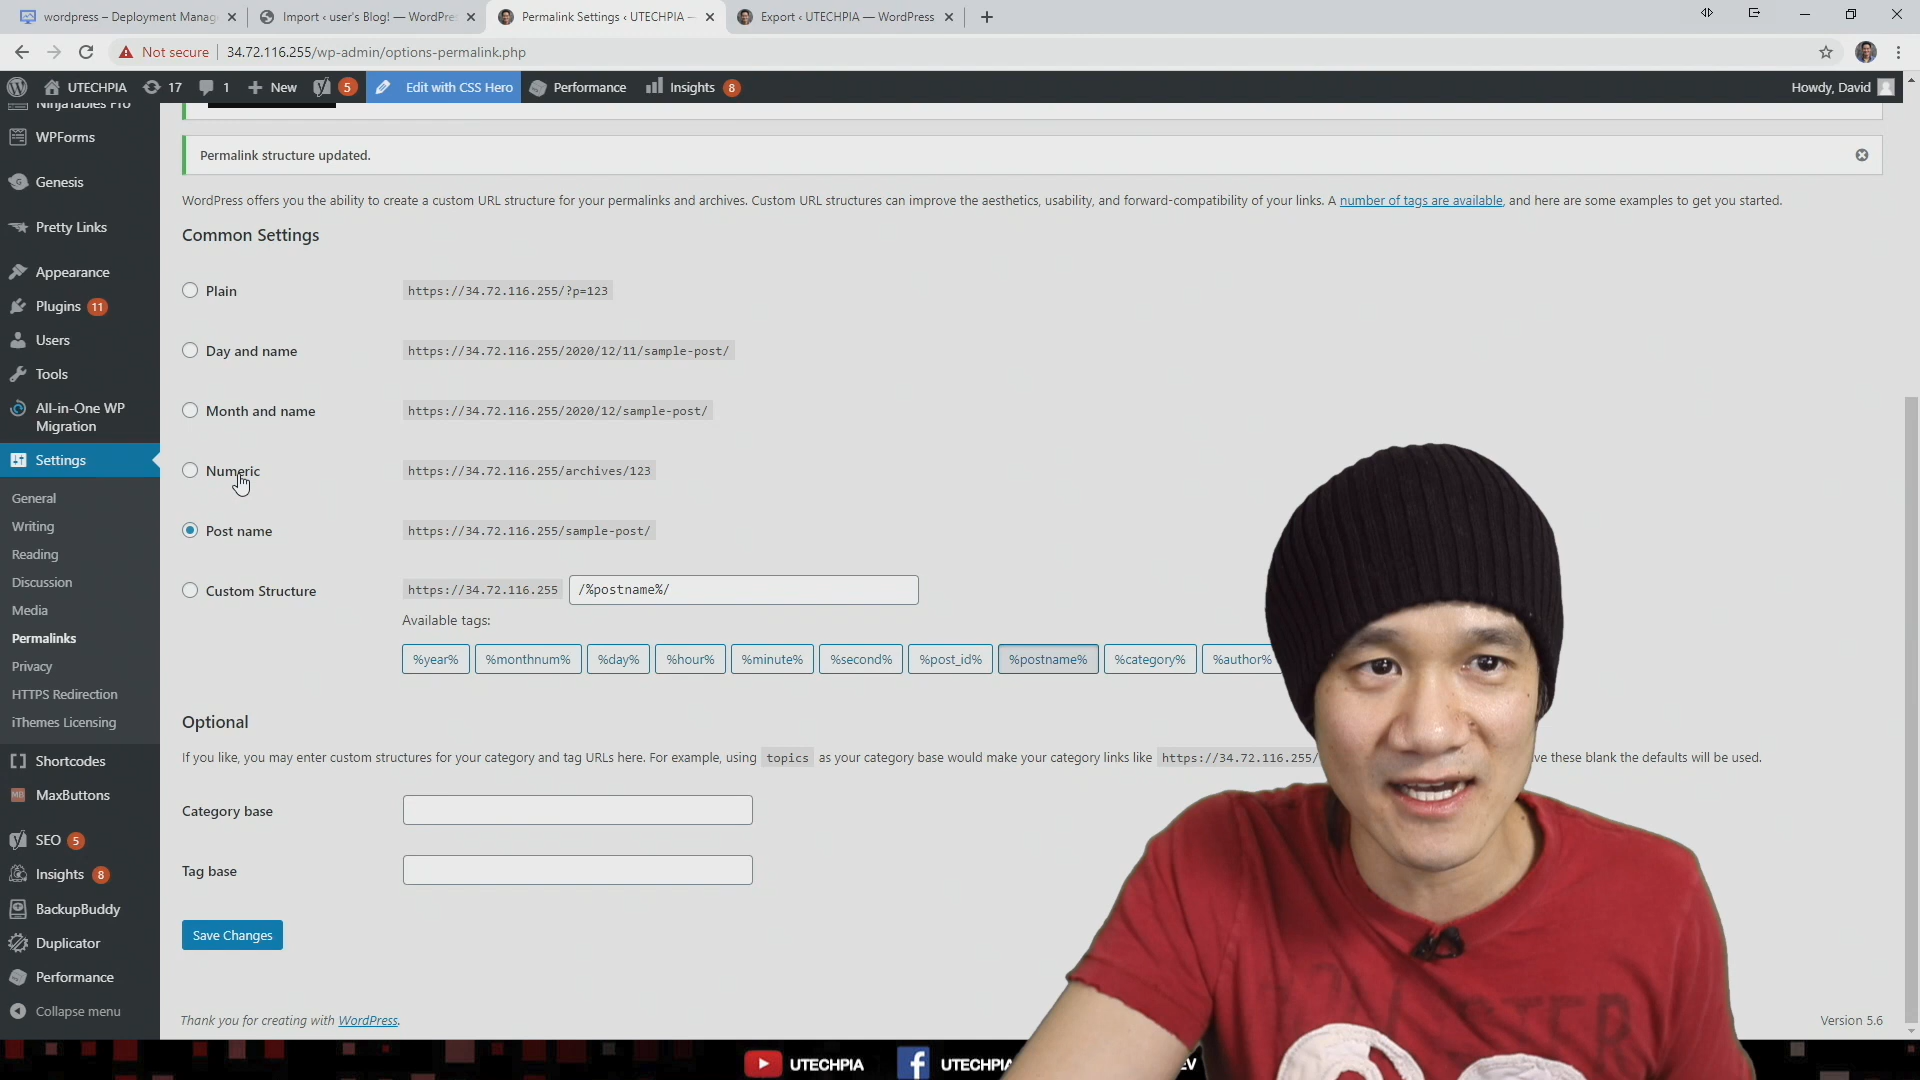 wordpress – Deployment Manag
Import ‹ user's Blog! — WordPre
Permalink Settings ‹ UTECHPIA —
Export ‹ UTECHPIA — WordPress
Not secure
34.72.116.255/wp-admin/options-permalink.php
UTECHPIA
17
1
New
5
Edit with CSS Hero
Performance
Insights
8
Howdy, David
NinjaTables Pro
WPForms
Genesis
Pretty Links
Appearance
Plugins 11
Users
Tools
All-in-One WP
Migration
Settings
General
Writing
Reading
Discussion
Media
Permalinks
Privacy
HTTPS Redirection
iThemes Licensing
Shortcodes
MaxButtons
SEO 5
Insights 8
BackupBuddy
Duplicator
Performance
Collapse menu
Permalink structure updated.
WordPress offers you the ability to create a custom URL structure for your permalinks and archives. Custom URL structures can improve the aesthetics, usability, and forward-compatibility of your links. A number of tags are available, and here are some examples to get you started.
Common Settings
Plain https://34.72.116.255/?p=123
Day and name https://34.72.116.255/2020/12/11/sample-post/
Month and name https://34.72.116.255/2020/12/sample-post/
Numeric https://34.72.116.255/archives/123
Post name https://34.72.116.255/sample-post/
Custom Structure https://34.72.116.255 /%postname%/
Available tags:
%year% %monthnum% %day% %hour% %minute% %second% %post_id% %postname% %category% %author%
Optional
If you like, you may enter custom structures for your category and tag URLs here. For example, using topics as your category base would make your category links like https://34.72.116.255/ ve these blank the defaults will be used.
Category base
Tag base
Save Changes
Thank you for creating with WordPress.
Version 5.6
UTECHPIA
UTECHPIA